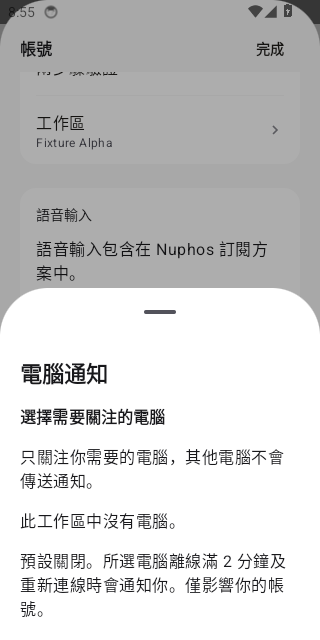 8:55
帳號
完成
兩步驟驗證
工作區
Fixture Alpha
語音輸入
語音輸入包含在 Nuphos 訂閱方
案中。
電腦通知
選擇需要關注的電腦
只關注你需要的電腦，其他電腦不會
傳送通知。
此工作區中沒有電腦。
預設關閉。所選電腦離線滿 2 分鐘及
重新連線時會通知你。僅影響你的帳
號。